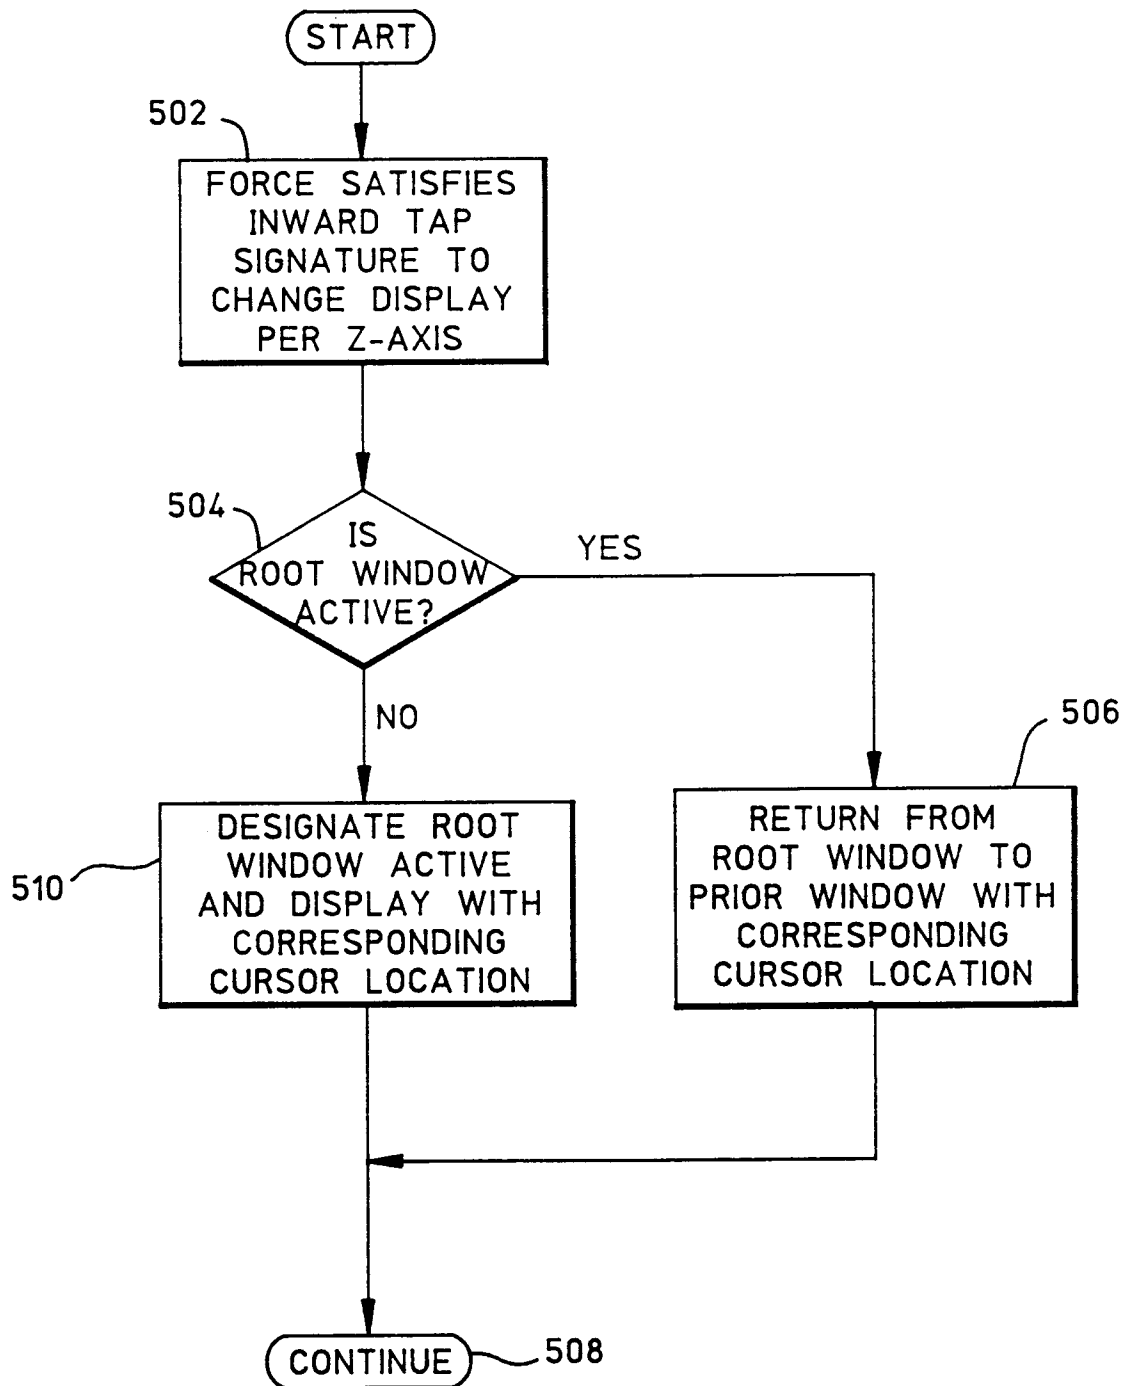 START
502
FORCE SATISFIES
INWARD TAP
SIGNATURE TO
CHANGE DISPLAY
PER Z-AXIS
504
IS
ROOT WINDOW
ACTIVE?
YES
NO
506
510
DESIGNATE ROOT
WINDOW ACTIVE
AND DISPLAY WITH
CORRESPONDING
CURSOR LOCATION
RETURN FROM
ROOT WINDOW TO
PRIOR WINDOW WITH
CORRESPONDING
CURSOR LOCATION
CONTINUE
508